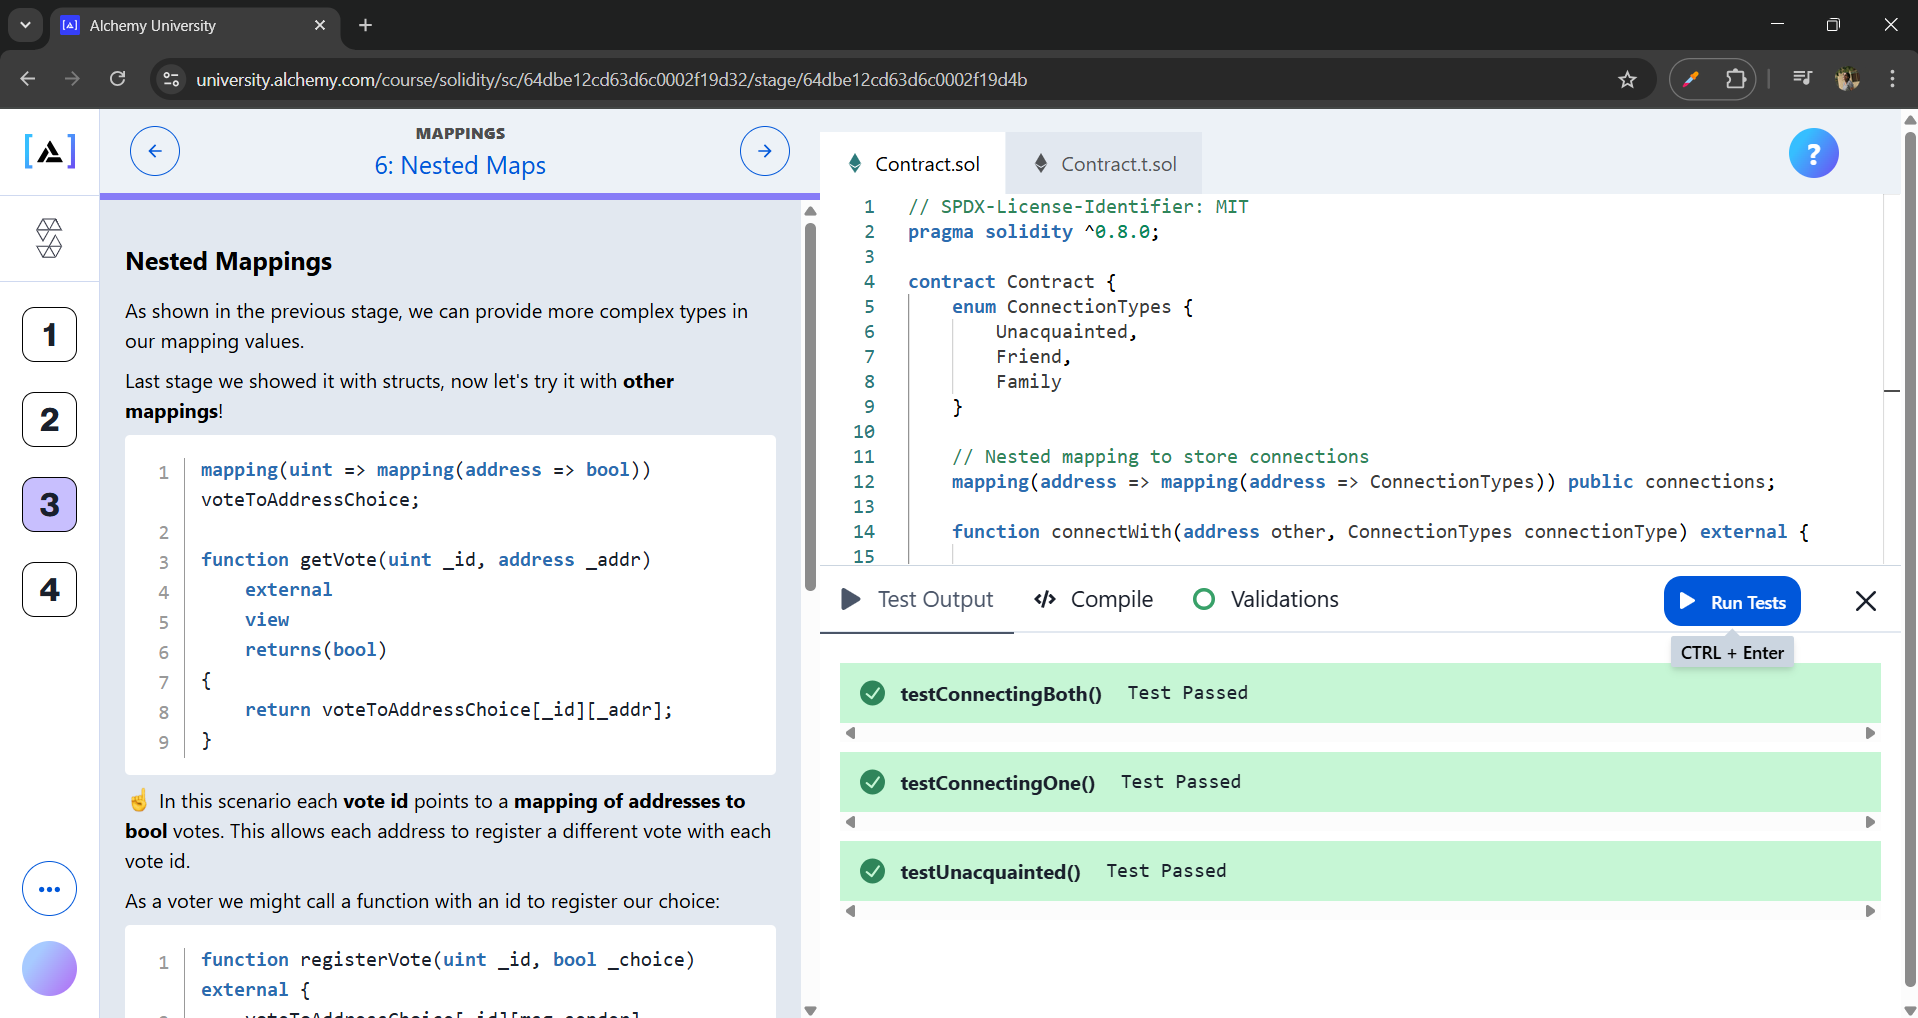 Alchemy University
university.alchemy.com/course/solidity/sc/64dbe12cd63d6c0002f19d32/stage/64dbe12cd63d6c0002f19d4b
MAPPINGS
6: Nested Maps
1
2
3
4
Nested Mappings
As shown in the previous stage, we can provide more complex types in
our mapping values.
Last stage we showed it with structs, now let's try it with other
mappings!
1 mapping(uint => mapping(address => bool))
voteToAddressChoice;
2
3 function getVote(uint _id, address _addr)
4 external
5 view
6 returns(bool)
7 {
8 return voteToAddressChoice[_id][_addr];
9 }
☝️ In this scenario each vote id points to a mapping of addresses to
bool votes. This allows each address to register a different vote with each
vote id.
As a voter we might call a function with an id to register our choice:
1 function registerVote(uint _id, bool _choice)
external {
voteToAddressChoice[_id][msg.sender]
Contract.sol
Contract.t.sol
?
1 // SPDX-License-Identifier: MIT
2 pragma solidity ^0.8.0;
3
4 contract Contract {
5 enum ConnectionTypes {
6 Unacquainted,
7 Friend,
8 Family
9 }
10
11 // Nested mapping to store connections
12 mapping(address => mapping(address => ConnectionTypes)) public connections;
13
14 function connectWith(address other, ConnectionTypes connectionType) external {
15
Test Output
Compile
Validations
Run Tests
CTRL + Enter
testConnectingBoth() Test Passed
testConnectingOne() Test Passed
testUnacquainted() Test Passed